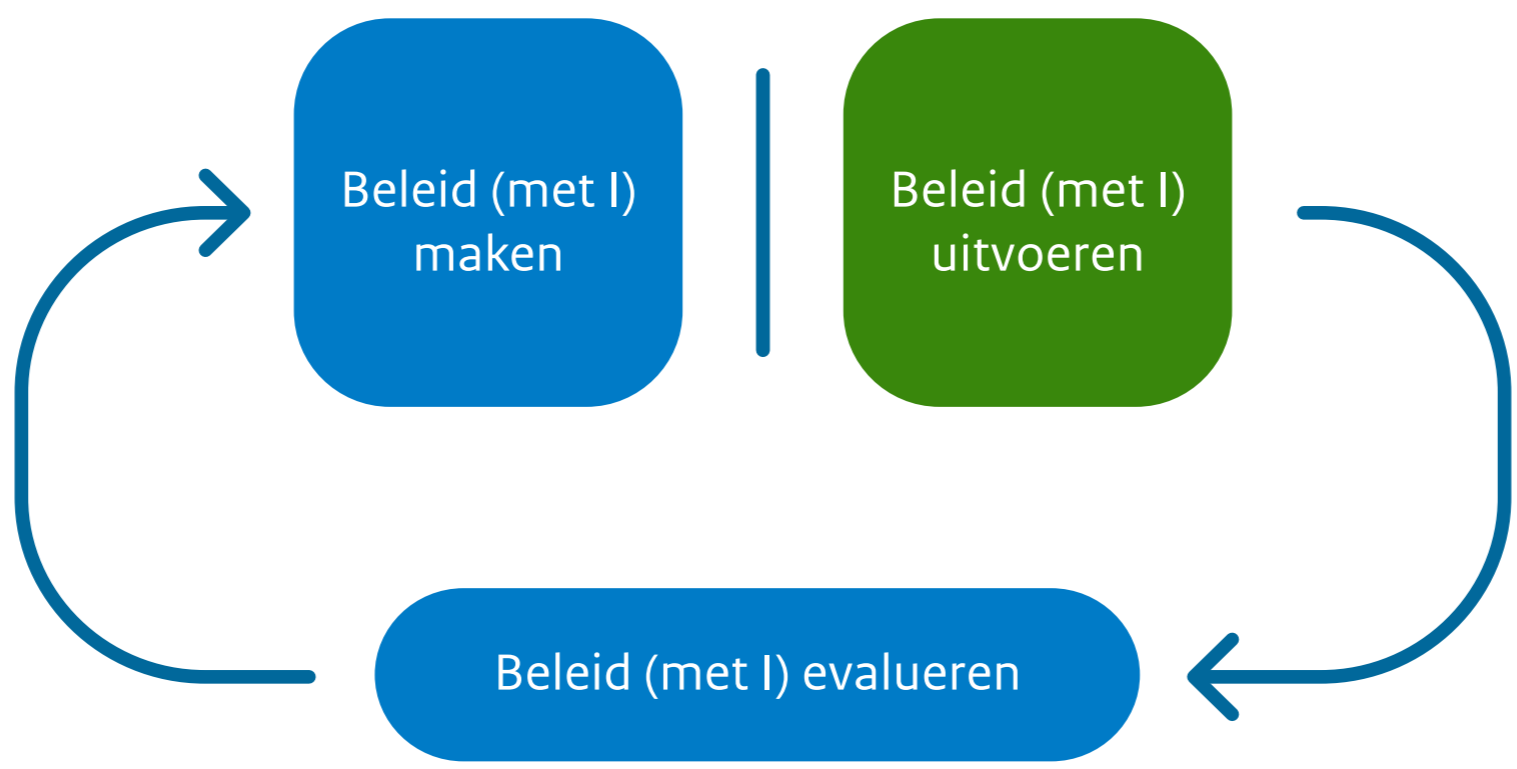 Beleid (met I)
maken
Beleid (met I)
uitvoeren
Beleid (met I) evalueren